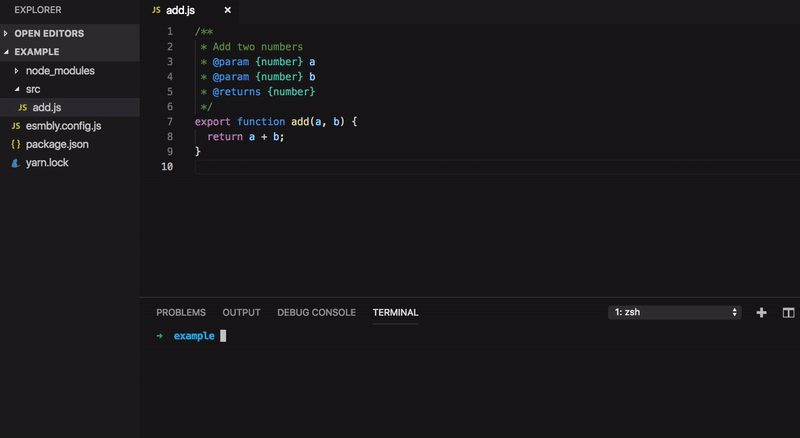 EXPLORER
OPEN EDITORS
EXAMPLE
node_modules
src
JS add.js
JS esmbly.config.js
{ } package.json
yarn.lock
JS add.js ×
1 /**
2 * Add two numbers
3 * @param {number} a
4 * @param {number} b
5 * @returns {number}
6 */
7 export function add(a, b) {
8 return a + b;
9 }
10
PROBLEMS OUTPUT DEBUG CONSOLE TERMINAL 1: zsh
→ example